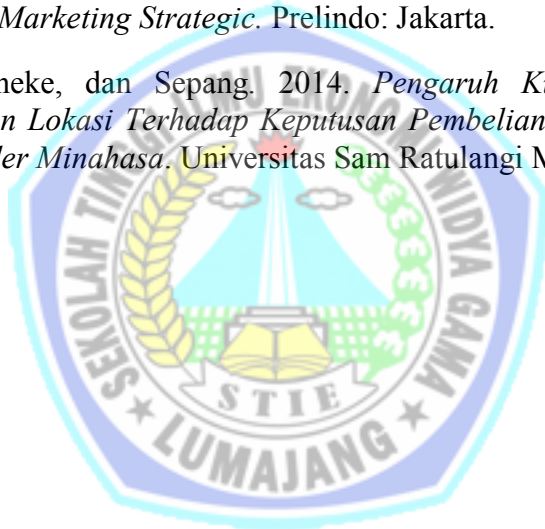 Marketing Strategic. Prelindo: Jakarta.
neke, dan Sepang. 2014. Pengaruh K
n Lokasi Terhadap Keputusan Pembelian
ler Minahasa. Universitas Sam Ratulangi M
SEKOLAH TINGGI ILMU EKONOMI WIDYA GAMA
STIE
LUMAJANG